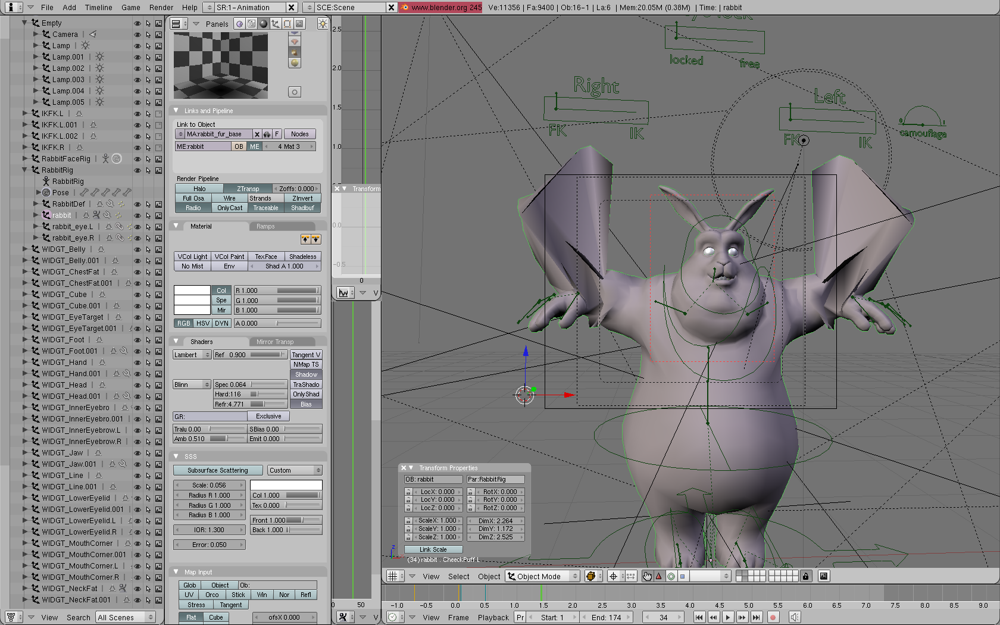 File Add Timeline Game Render Help SR:1-Animation SCE:Scene www.blender.org 245 Ve:11356 | Fa:9400 | Ob:16-1 | La:6 | Mem:20.05M (0.38M) | Time: | rabbit
Empty
Camera
Lamp
Lamp.001
Lamp.002
Lamp.003
Lamp.004
Lamp.005
IKFK.L
IKFK.L.001
IKFK.L.002
IKFK.R
RabbitFaceRig
RabbitRig
RabbitRig
Pose
RabbitDef
rabbit
rabbit_eye.L
rabbit_eye.R
WIDGT_Belly
WIDGT_Belly.001
WIDGT_ChestFat
WIDGT_ChestFat.001
WIDGT_Cube
WIDGT_Cube.001
WIDGT_EyeTarget
WIDGT_EyeTarget.001
WIDGT_Foot
WIDGT_Foot.001
WIDGT_Hand
WIDGT_Hand.001
WIDGT_Head
WIDGT_Head.001
WIDGT_InnerEyebro
WIDGT_InnerEyebro.001
WIDGT_InnerEyebrow.L
WIDGT_InnerEyebrow.R
WIDGT_Jaw
WIDGT_Jaw.001
WIDGT_Line
WIDGT_Line.001
WIDGT_LowerEyelid
WIDGT_LowerEyelid.001
WIDGT_LowerEyelid.L
WIDGT_LowerEyelid.R
WIDGT_MouthCorner
WIDGT_MouthCorner.001
WIDGT_MouthCorner.L
WIDGT_MouthCorner.R
WIDGT_NeckFat
WIDGT_NeckFat.001
View Search All Scenes
Panels
Links and Pipeline
Link to Object
MA:rabbit_fur_base F Nodes
ME:rabbit OB ME 4 Mat 3
Render Pipeline
Halo ZTransp Zoffs: 0.000
Full Osa Wire Strands ZInvert
Radio OnlyCast Traceable Shadbuf
Material Ramps
VCol Light VCol Paint TexFace Shadeless
No Mist Env Shad A 1.000
Col R 1.000
Spe G 1.000
Mir B 1.000
RGB HSV DYN A 0.000
Shaders Mirror Transp
Lambert Ref 0.900 Tangent V
NMap TS
Shadow
Blinn Spec 0.064 TraShado
Hard:116 OnlyShad
Refr:4.771 Bias
GR: Exclusive
Tralu 0.00 SBias 0.00
Amb 0.510 Emit 0.000
SSS
Subsurface Scattering Custom
Scale: 0.056
Radius R 1.000 Col 1.000
Radius G 1.000 Tex 0.000
Radius B 1.000 Front 1.000
IOR: 1.300 Back 1.000
Error: 0.050
Map Input
Glob Object Ob:
UV Orco Stick Win Nor Refl
Stress Tangent
Flat Cube ofsX 0.000
2.5
2.0
1.5
1.0
Transform
0.0
-0.5
0
V
0 50
V
locked free
Right
FK IK
Left
FK IK
0 1
camouflage
Transform Properties
OB: rabbit Par:RabbitRig
LocX: 0.000 RotX: 0.000
LocY: 0.000 RotY: 0.000
LocZ: 0.000 RotZ: 0.000
ScaleX: 1.000 DimX: 2.264
ScaleY: 1.000 DimY: 1.172
ScaleZ: 1.000 DimZ: 2.525
Link Scale
z
(34) rabbit : CheeckPuff.L
View Select Object Object Mode
-1.0 -0.5 0.0 0.5 1.0 1.5 2.0 2.5 3.0 3.5 4.0 4.5 5.0 5.5 6.0 6.5 7.0 7.5 8.0 8.5 9.0
View Frame Playback Pr Start: 1 End: 174 34